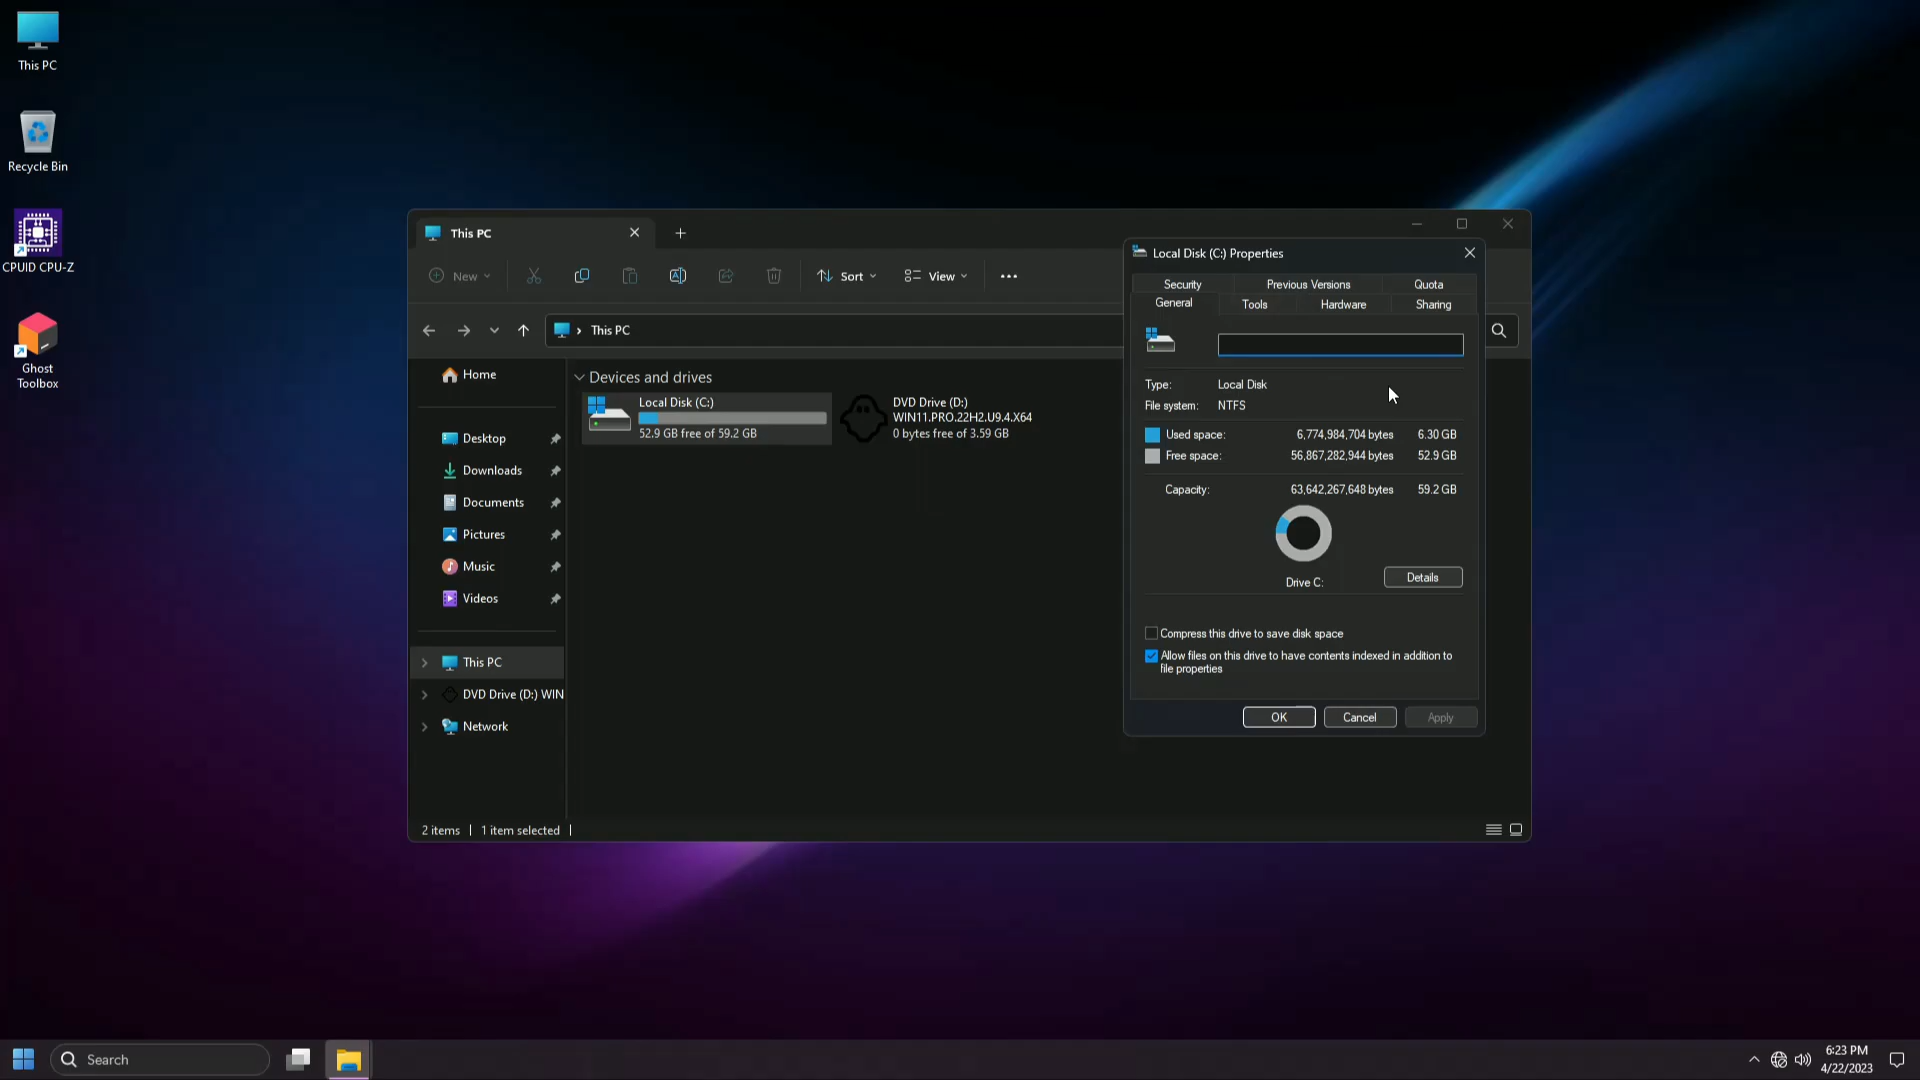 This PC
Recycle Bin
CPUID CPU-Z
Ghost
Toolbox
This PC
New
Sort
View
This PC
Home
Desktop
Downloads
Documents
Pictures
Music
Videos
This PC
DVD Drive (D:) WIN
Network
Devices and drives
Local Disk (C:)
52.9 GB free of 59.2 GB
DVD Drive (D:)
WIN11.PRO.22H2.U9.4.X64
0 bytes free of 3.59 GB
2 items
1 item selected
Local Disk (C:) Properties
Security Previous Versions Quota
General Tools Hardware Sharing
Type: Local Disk
File system: NTFS
Used space: 6,774,984,704 bytes 6.30 GB
Free space: 56,867,282,944 bytes 52.9 GB
Capacity: 63,642,267,648 bytes 59.2 GB
Drive C:
Details
Compress this drive to save disk space
Allow files on this drive to have contents indexed in addition to
file properties
OK Cancel Apply
Search
6:23 PM
4/22/2023